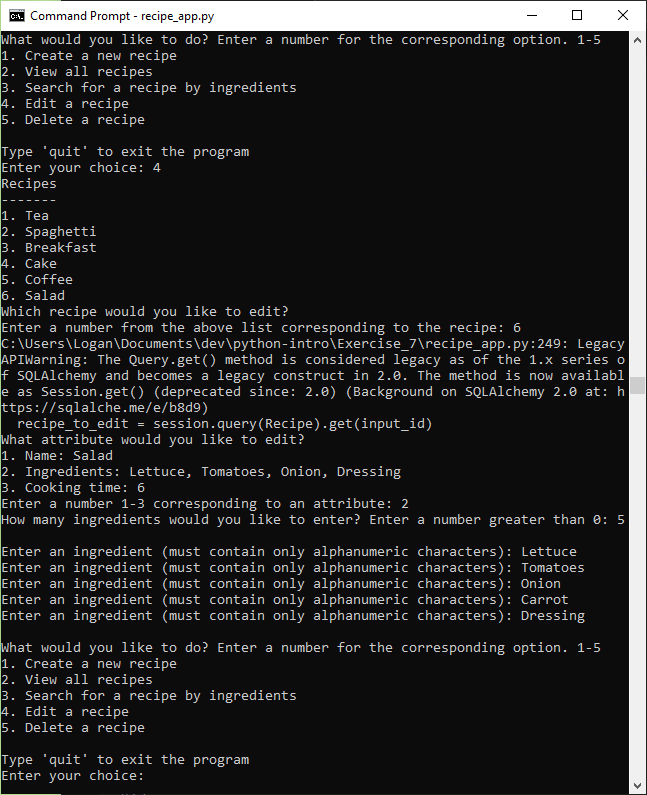 Command Prompt - recipe_app.py
What would you like to do? Enter a number for the corresponding option. 1-5
1. Create a new recipe
2. View all recipes
3. Search for a recipe by ingredients
4. Edit a recipe
5. Delete a recipe
Type 'quit' to exit the program
Enter your choice: 4
Recipes
-------
1. Tea
2. Spaghetti
3. Breakfast
4. Cake
5. Coffee
6. Salad
Which recipe would you like to edit?
Enter a number from the above list corresponding to the recipe: 6
C:\Users\Logan\Documents\dev\python-intro\Exercise_7\recipe_app.py:249: Legacy
APIWarning: The Query.get() method is considered legacy as of the 1.x series o
f SQLAlchemy and becomes a legacy construct in 2.0. The method is now availabl
e as Session.get() (deprecated since: 2.0) (Background on SQLAlchemy 2.0 at: h
ttps://sqlalche.me/e/b8d9)
  recipe_to_edit = session.query(Recipe).get(input_id)
What attribute would you like to edit?
1. Name: Salad
2. Ingredients: Lettuce, Tomatoes, Onion, Dressing
3. Cooking time: 6
Enter a number 1-3 corresponding to an attribute: 2
How many ingredients would you like to enter? Enter a number greater than 0: 5
Enter an ingredient (must contain only alphanumeric characters): Lettuce
Enter an ingredient (must contain only alphanumeric characters): Tomatoes
Enter an ingredient (must contain only alphanumeric characters): Onion
Enter an ingredient (must contain only alphanumeric characters): Carrot
Enter an ingredient (must contain only alphanumeric characters): Dressing
What would you like to do? Enter a number for the corresponding option. 1-5
1. Create a new recipe
2. View all recipes
3. Search for a recipe by ingredients
4. Edit a recipe
5. Delete a recipe
Type 'quit' to exit the program
Enter your choice: